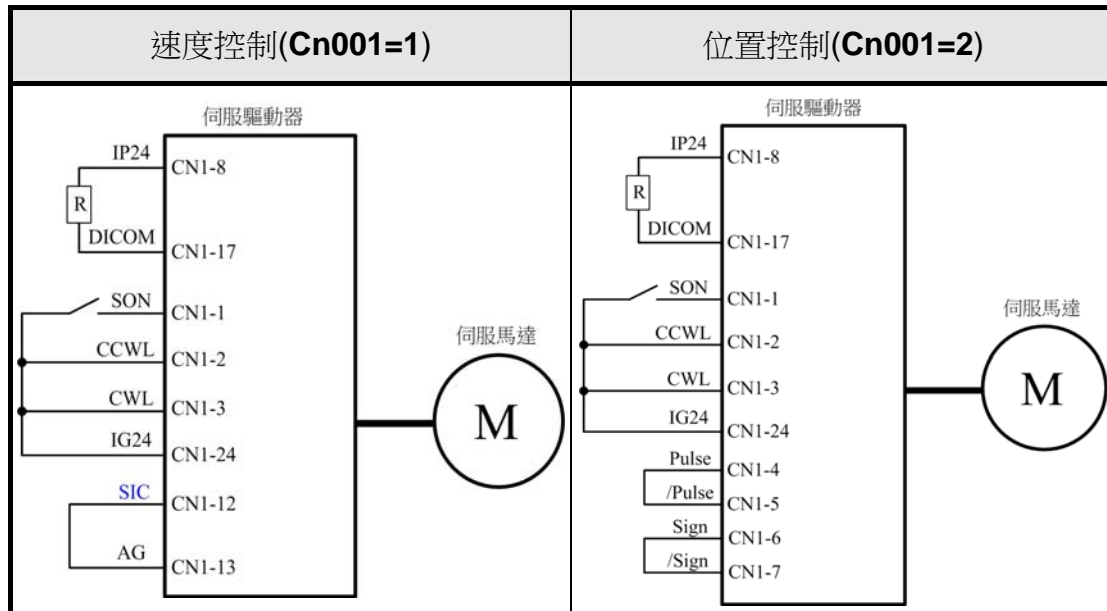 速度控制(Cn001=1)
位置控制(Cn001=2)
伺服驅動器
IP24
CN1-8
R
DICOM
CN1-17
SON
CN1-1
CCWL
CN1-2
CWL
CN1-3
IG24
CN1-24
SIC
CN1-12
AG
CN1-13
伺服馬達
M
伺服驅動器
IP24
CN1-8
R
DICOM
CN1-17
SON
CN1-1
CCWL
CN1-2
CWL
CN1-3
IG24
CN1-24
Pulse
CN1-4
/Pulse
CN1-5
Sign
CN1-6
/Sign
CN1-7
伺服馬達
M